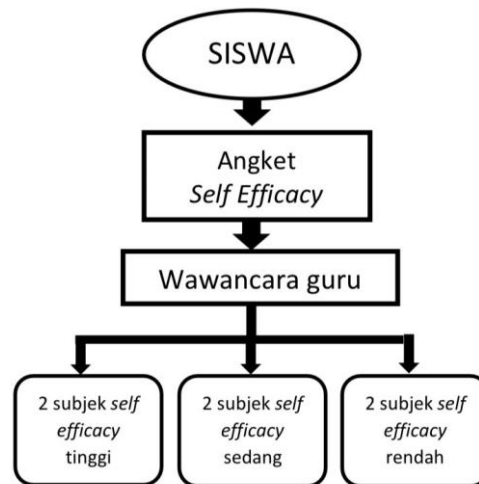 SISWA
Angket
Self Efficacy
Wawancara guru
2 subjek self
efficacy
tinggi
2 subjek self
efficacy
sedang
2 subjek self
efficacy
rendah